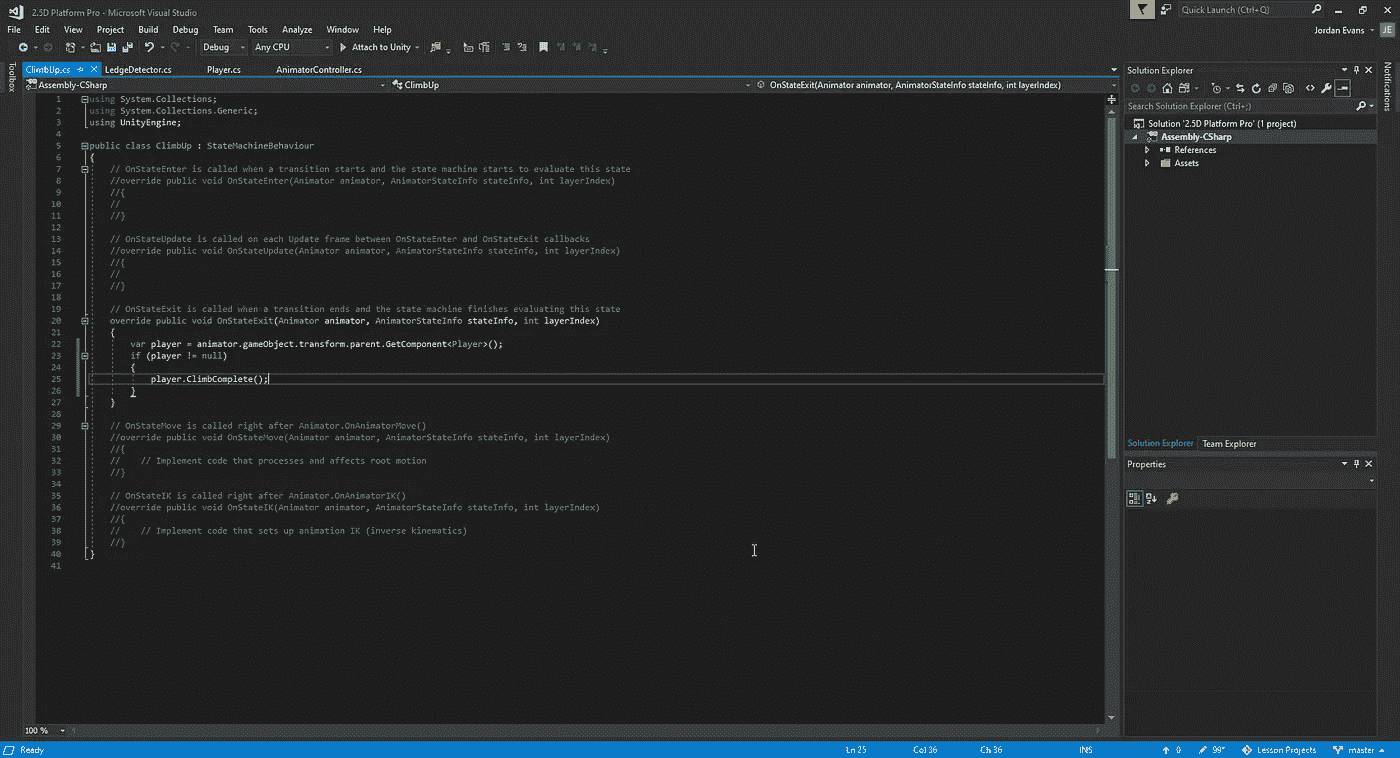 2.5D Platform Pro - Microsoft Visual Studio
Quick Launch (Ctrl+Q)
File Edit View Project Build Debug Team Tools Analyze Window Help
Jordan Evans JE
Debug Any CPU Attach to Unity
Toolbox
ClimbUp.cs LedgeDetector.cs Player.cs AnimatorController.cs
Assembly-CSharp ClimbUp OnStateExit(Animator animator, AnimatorStateInfo stateInfo, int layerIndex)
1 using System.Collections;
2 using System.Collections.Generic;
3 using UnityEngine;
4
5 public class ClimbUp : StateMachineBehaviour
6 {
7 // OnStateEnter is called when a transition starts and the state machine starts to evaluate this state
8 //override public void OnStateEnter(Animator animator, AnimatorStateInfo stateInfo, int layerIndex)
9 //{
10 //
11 //}
12
13 // OnStateUpdate is called on each Update frame between OnStateEnter and OnStateExit callbacks
14 //override public void OnStateUpdate(Animator animator, AnimatorStateInfo stateInfo, int layerIndex)
15 //{
16 //
17 //}
18
19 // OnStateExit is called when a transition ends and the state machine finishes evaluating this state
20 override public void OnStateExit(Animator animator, AnimatorStateInfo stateInfo, int layerIndex)
21 {
22 var player = animator.gameObject.transform.parent.GetComponent<Player>();
23 if (player != null)
24 {
25 player.ClimbComplete();
26 }
27 }
28
29 // OnStateMove is called right after Animator.OnAnimatorMove()
30 //override public void OnStateMove(Animator animator, AnimatorStateInfo stateInfo, int layerIndex)
31 //{
32 // // Implement code that processes and affects root motion
33 //}
34
35 // OnStateIK is called right after Animator.OnAnimatorIK()
36 //override public void OnStateIK(Animator animator, AnimatorStateInfo stateInfo, int layerIndex)
37 //{
38 // // Implement code that sets up animation IK (inverse kinematics)
39 //}
40 }
41
100 %
Solution Explorer
Search Solution Explorer (Ctrl+;)
Solution '2.5D Platform Pro' (1 project)
Assembly-CSharp
References
Assets
Solution Explorer Team Explorer
Properties
Notifications
Ready Ln 25 Col 36 Ch 36 INS 0 99* Lesson Projects master